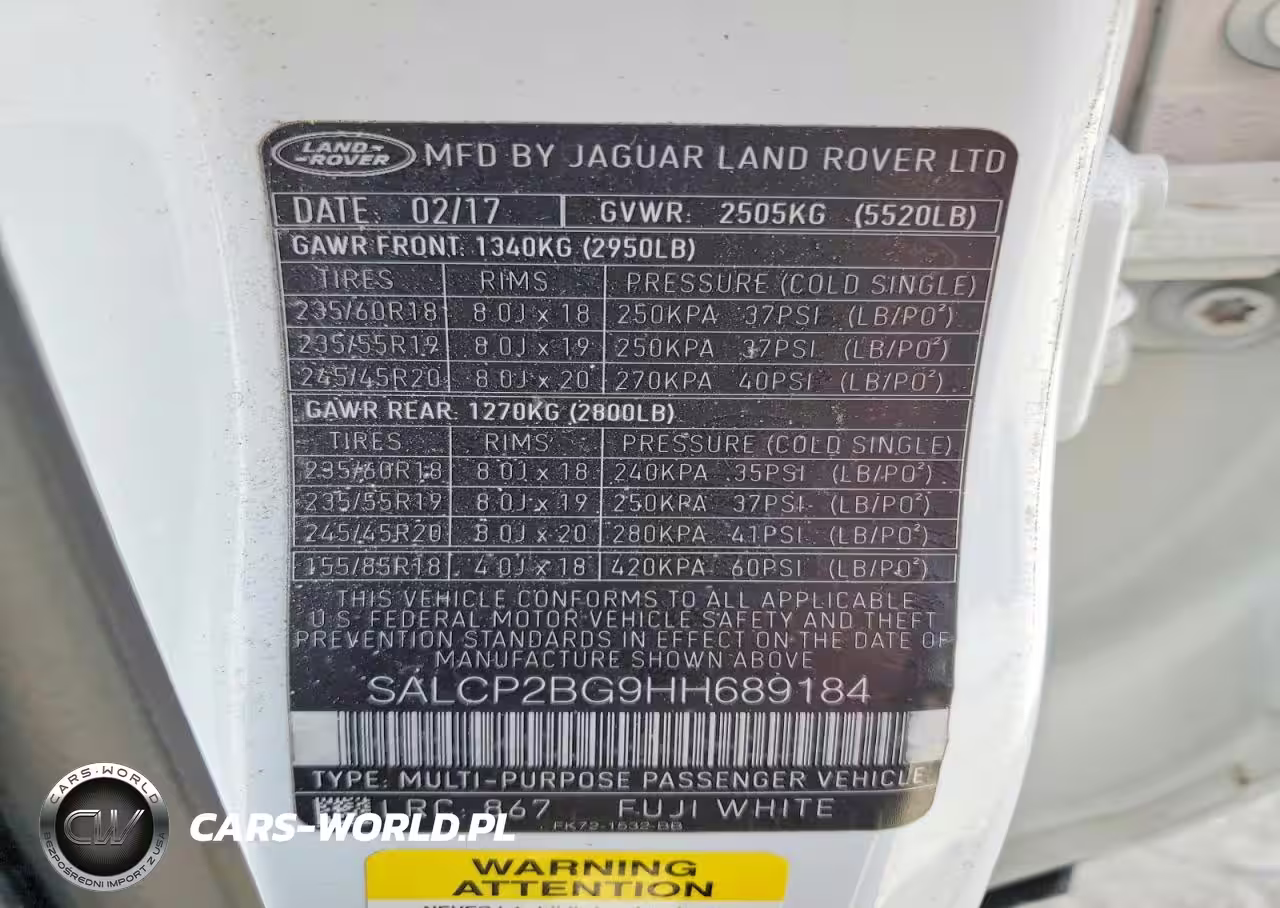 LAND-
-ROVER
MFD BY JAGUAR LAND ROVER LTD
DATE: 02/17 GVWR: 2505KG (5520LB)
GAWR FRONT: 1340KG (2950LB)
TIRES RIMS PRESSURE (COLD SINGLE)
235/60R18 8.0J x 18 250KPA 37PSI (LB/PO²)
235/55R19 8.0J x 19 250KPA 37PSI (LB/PO²)
245/45R20 8.0J x 20 270KPA 40PSI (LB/PO²)
GAWR REAR: 1270KG (2800LB)
TIRES RIMS PRESSURE (COLD SINGLE)
235/60R18 8.0J x 18 240KPA 35PSI (LB/PO²)
235/55R19 8.0J x 19 250KPA 37PSI (LB/PO²)
245/45R20 8.0J x 20 280KPA 41PSI (LB/PO²)
155/85R18 4.0J x 18 420KPA 60PSI (LB/PO²)
THIS VEHICLE CONFORMS TO ALL APPLICABLE
U.S. FEDERAL MOTOR VEHICLE SAFETY AND THEFT
PREVENTION STANDARDS IN EFFECT ON THE DATE OF
MANUFACTURE SHOWN ABOVE
SALCP2BG9HH689184
TYPE: MULTI-PURPOSE PASSENGER VEHICLE
LRC: 867 FUJI WHITE
FK72-1532-BB
WARNING
ATTENTION
CARS-WORLD
CW
BEZPOŚREDNI IMPORT Z USA
CARS-WORLD.PL